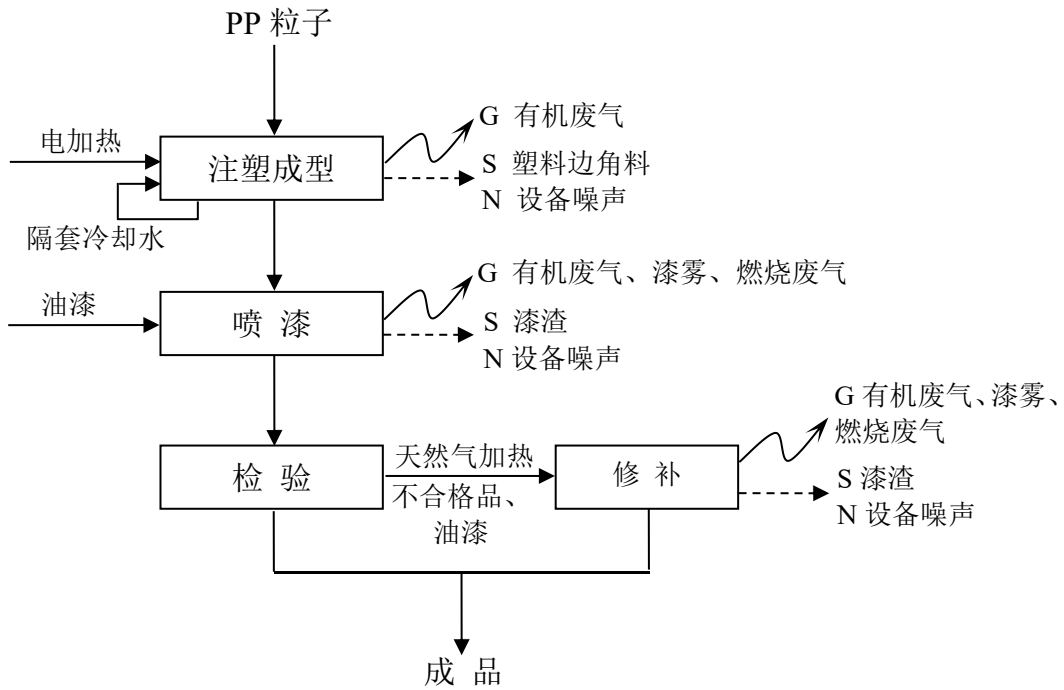 PP 粒子
G 有机废气
电加热
注塑成型
S 塑料边角料
N 设备噪声
隔套冷却水
G 有机废气、漆雾、燃烧废气
油漆
喷 漆
S 漆渣
N 设备噪声
G 有机废气、漆雾、
燃烧废气
检 验
天然气加热
不合格品、
油漆
修 补
S 漆渣
N 设备噪声
成 品